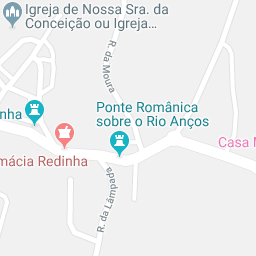 Igreja de Nossa Sra. da
Conceição ou Igreja...
R. da Moura
Ponte Românica
sobre o Rio Anços
nha
Casa M
mácia Redinha
R. da Lâmpada